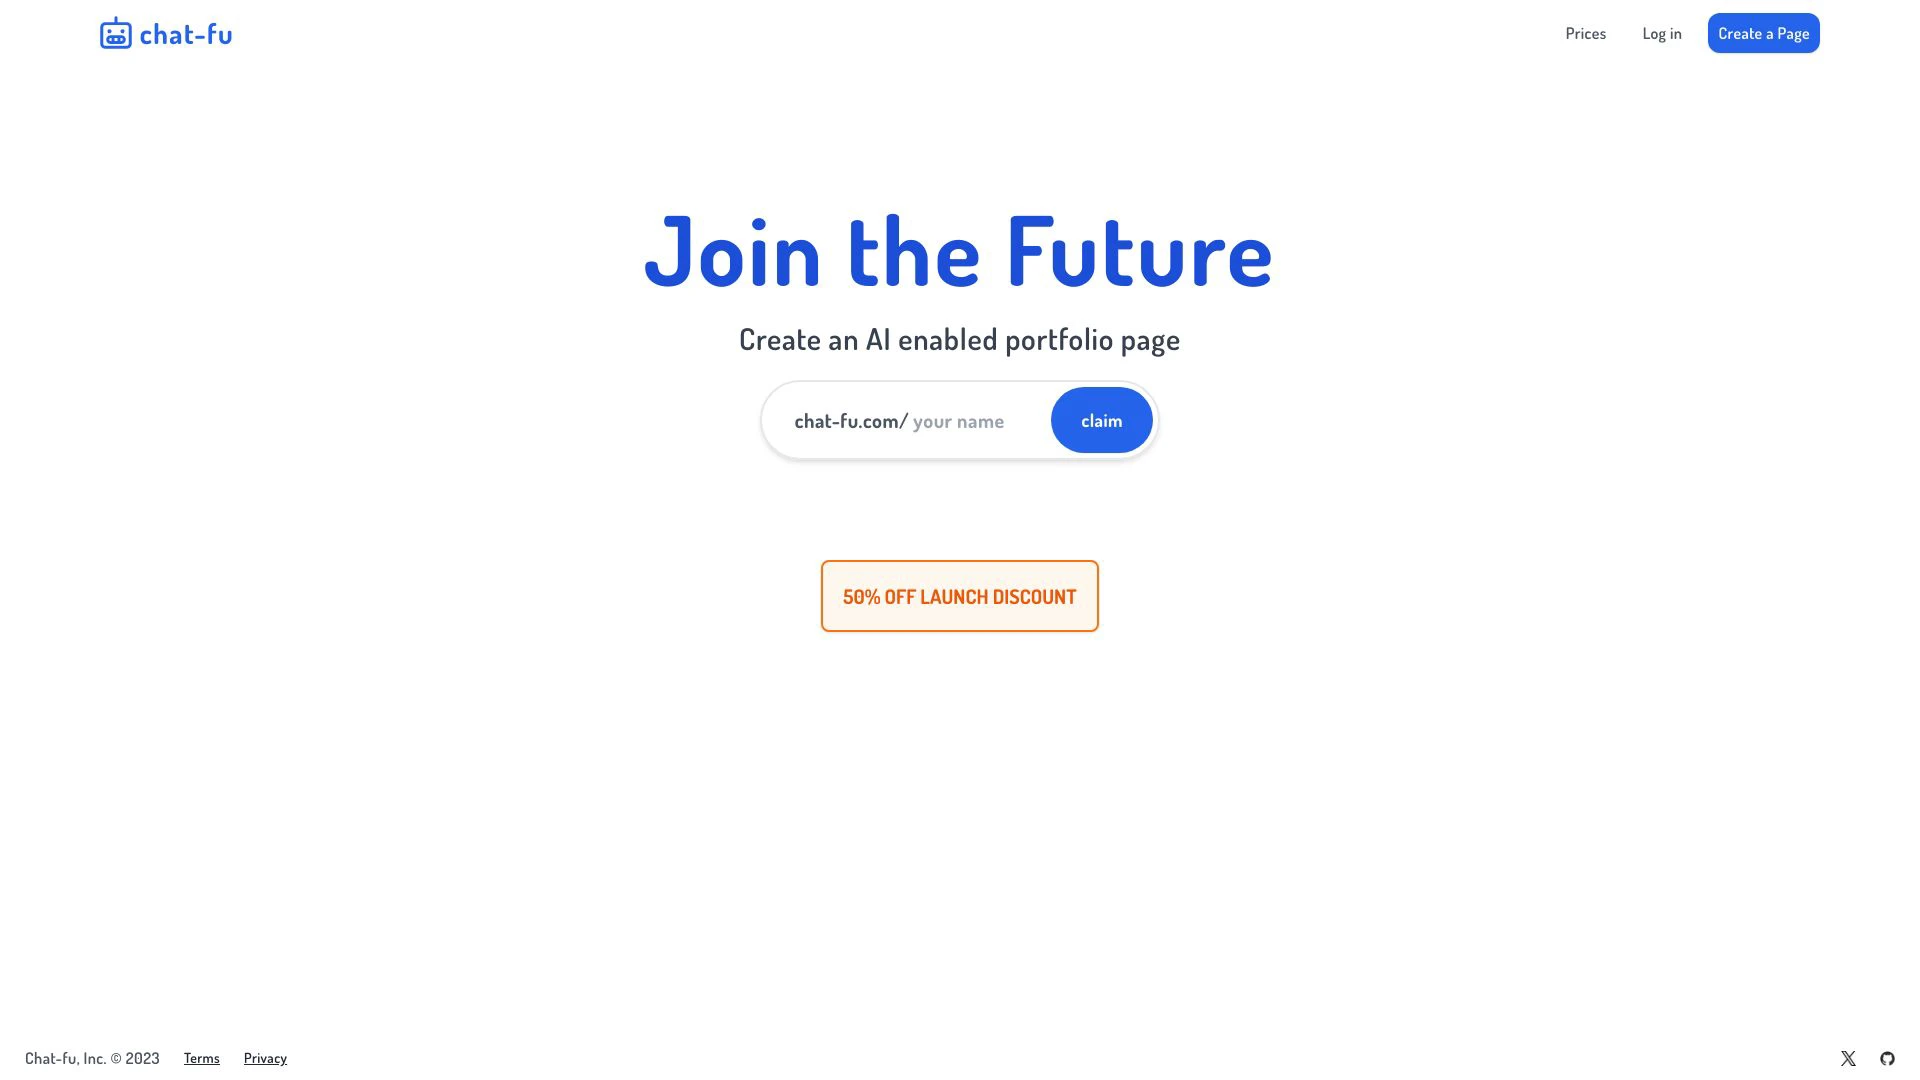 chat-fu
Prices
Log in
Create a Page
Join the Future
Create an AI enabled portfolio page
chat-fu.com/ your name
claim
50% OFF LAUNCH DISCOUNT
Chat-fu, Inc. © 2023
Terms
Privacy